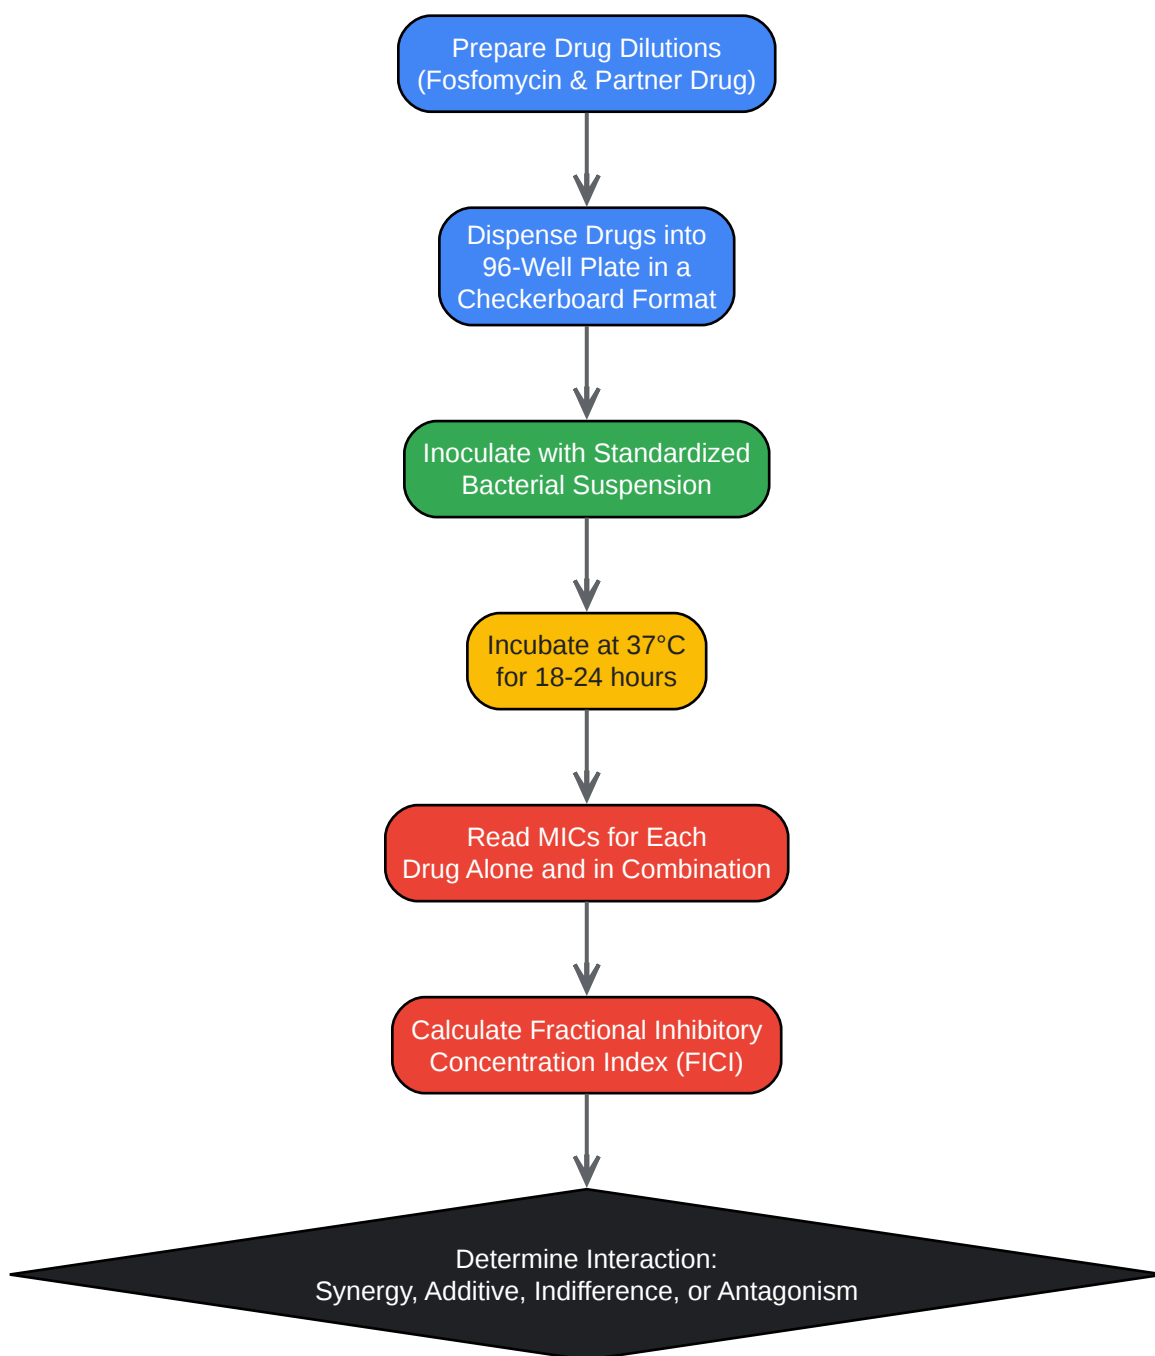 Prepare Drug Dilutions
(Fosfomycin & Partner Drug)
Dispense Drugs into
96-Well Plate in a
Checkerboard Format
Inoculate with Standardized
Bacterial Suspension
Incubate at 37°C
for 18-24 hours
Read MICs for Each
Drug Alone and in Combination
Calculate Fractional Inhibitory
Concentration Index (FICI)
Determine Interaction:
Synergy, Additive, Indifference, or Antagonism